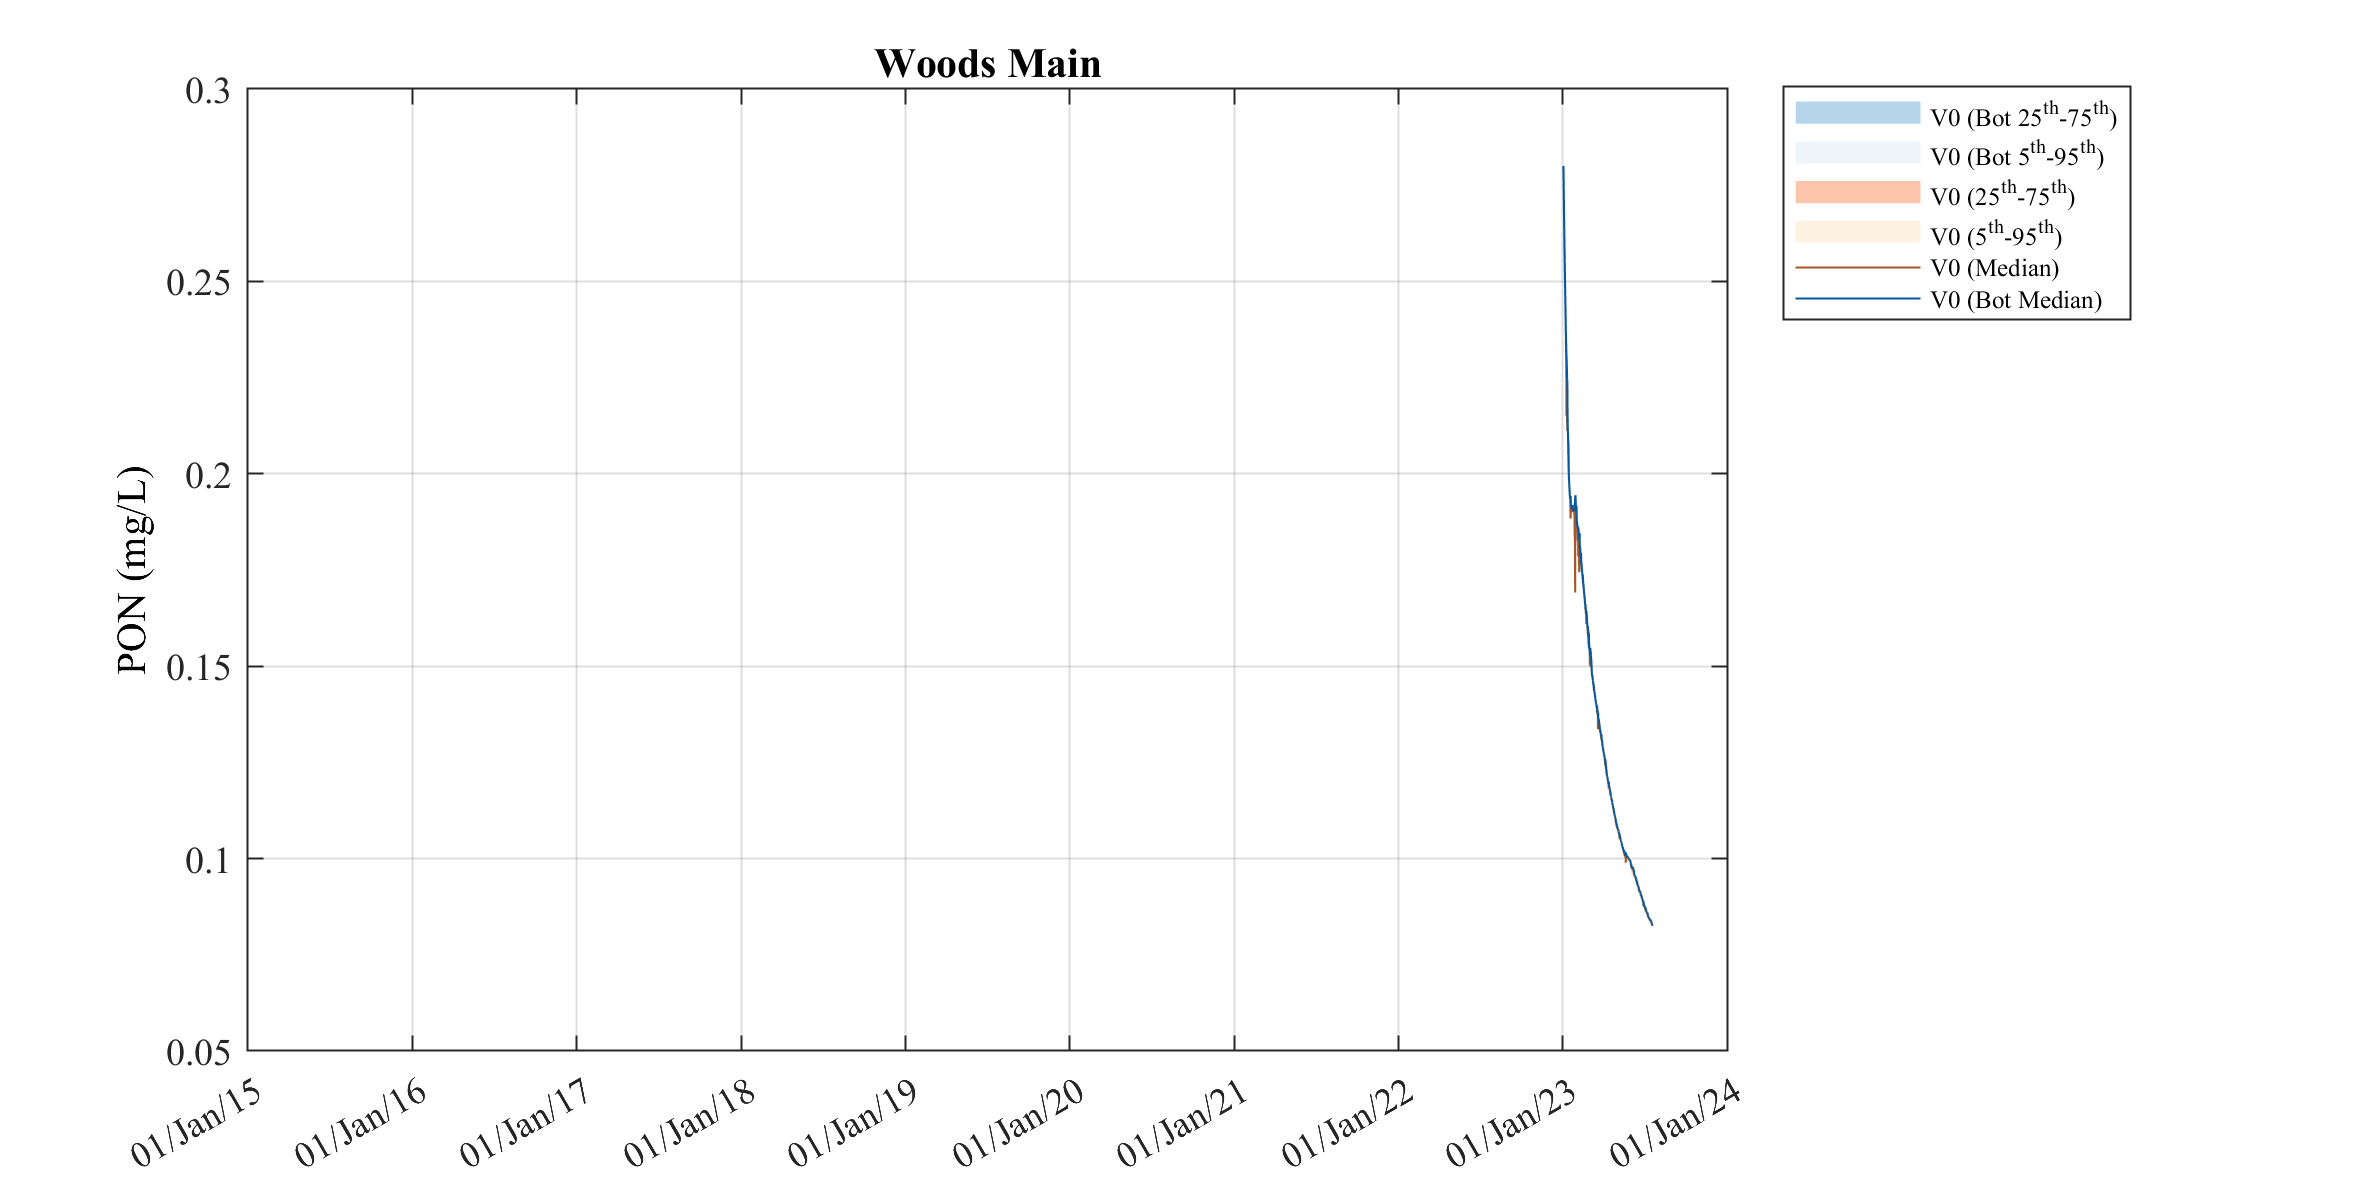 Woods Main
0.3
0.25
0.2
0.15
0.1
0.05
PON (mg/L)
01/Jan/15
01/Jan/16
01/Jan/17
01/Jan/18
01/Jan/19
01/Jan/20
01/Jan/21
01/Jan/22
01/Jan/23
01/Jan/24
V0 (Bot 25th-75th)
V0 (Bot 5th-95th)
V0 (25th-75th)
V0 (5th-95th)
V0 (Median)
V0 (Bot Median)